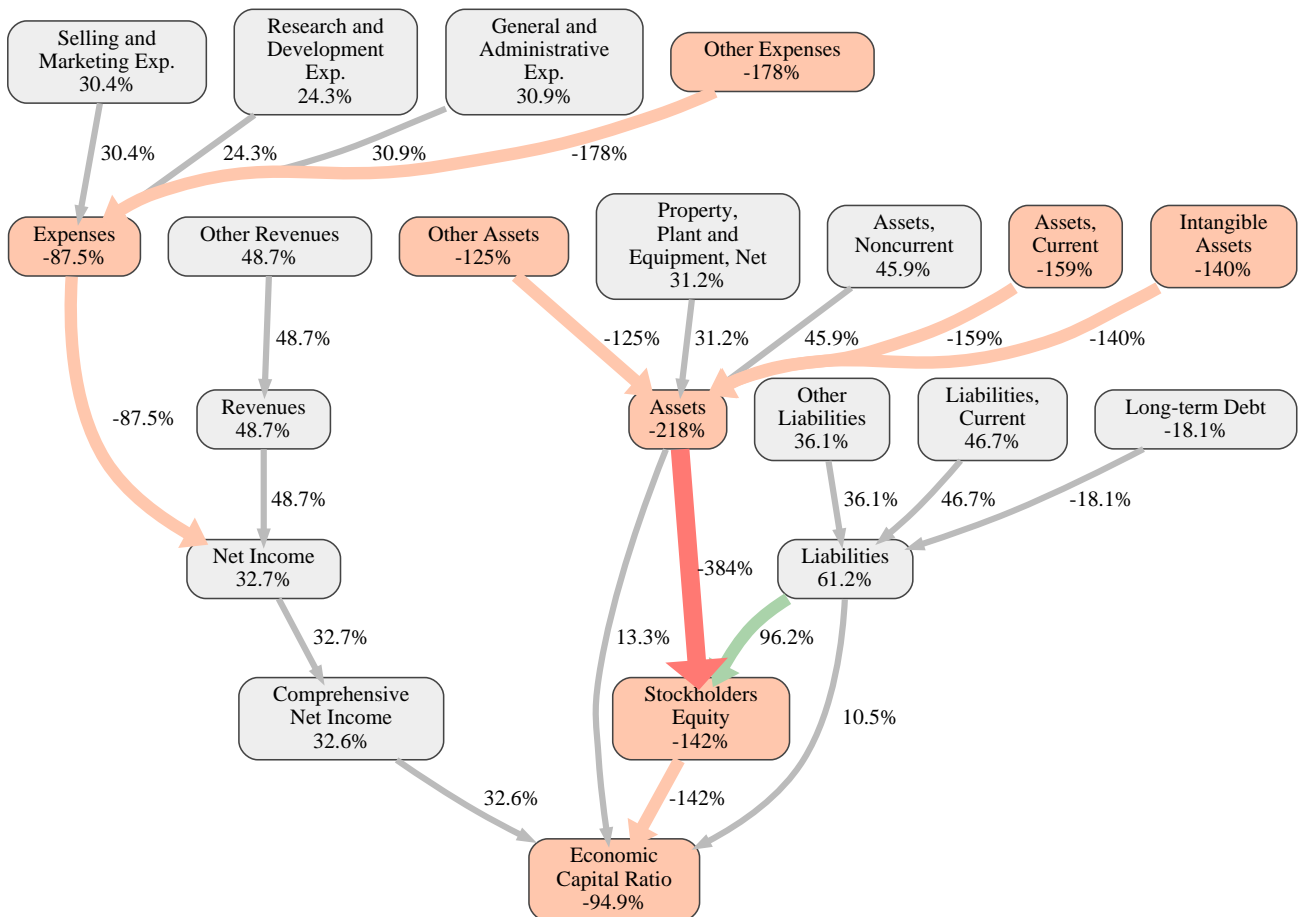 Selling and
Marketing Exp.
30.4%
Research and
Development
Exp.
24.3%
General and
Administrative
Exp.
30.9%
Other Expenses
-178%
30.4%
24.3%
30.9%
-178%
Expenses
-87.5%
Other Revenues
48.7%
Other Assets
-125%
Property,
Plant and
Equipment, Net
31.2%
Assets,
Noncurrent
45.9%
Assets,
Current
-159%
Intangible
Assets
-140%
48.7%
-125%
31.2%
45.9%
-159%
-140%
-87.5%
Revenues
48.7%
Assets
-218%
Other
Liabilities
36.1%
Liabilities,
Current
46.7%
Long-term Debt
-18.1%
48.7%
36.1%
46.7%
-18.1%
Net Income
32.7%
-384%
Liabilities
61.2%
32.7%
13.3%
96.2%
Comprehensive
Net Income
32.6%
Stockholders
Equity
-142%
10.5%
32.6%
-142%
Economic
Capital Ratio
-94.9%